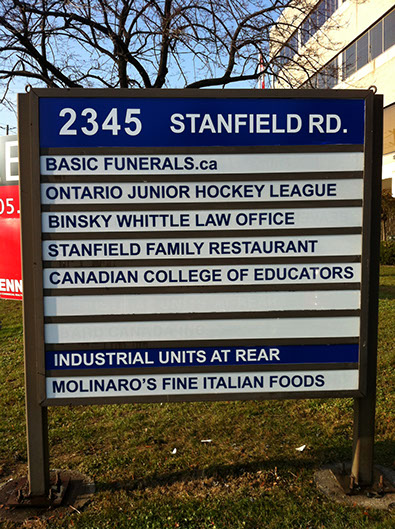 2345 STANFIELD RD.
BASIC FUNERALS.ca
ONTARIO JUNIOR HOCKEY LEAGUE
BINSKY WHITTLE LAW OFFICE
STANFIELD FAMILY RESTAURANT
CANADIAN COLLEGE OF EDUCATORS
INDUSTRIAL UNITS AT REAR
MOLINARO'S FINE ITALIAN FOODS